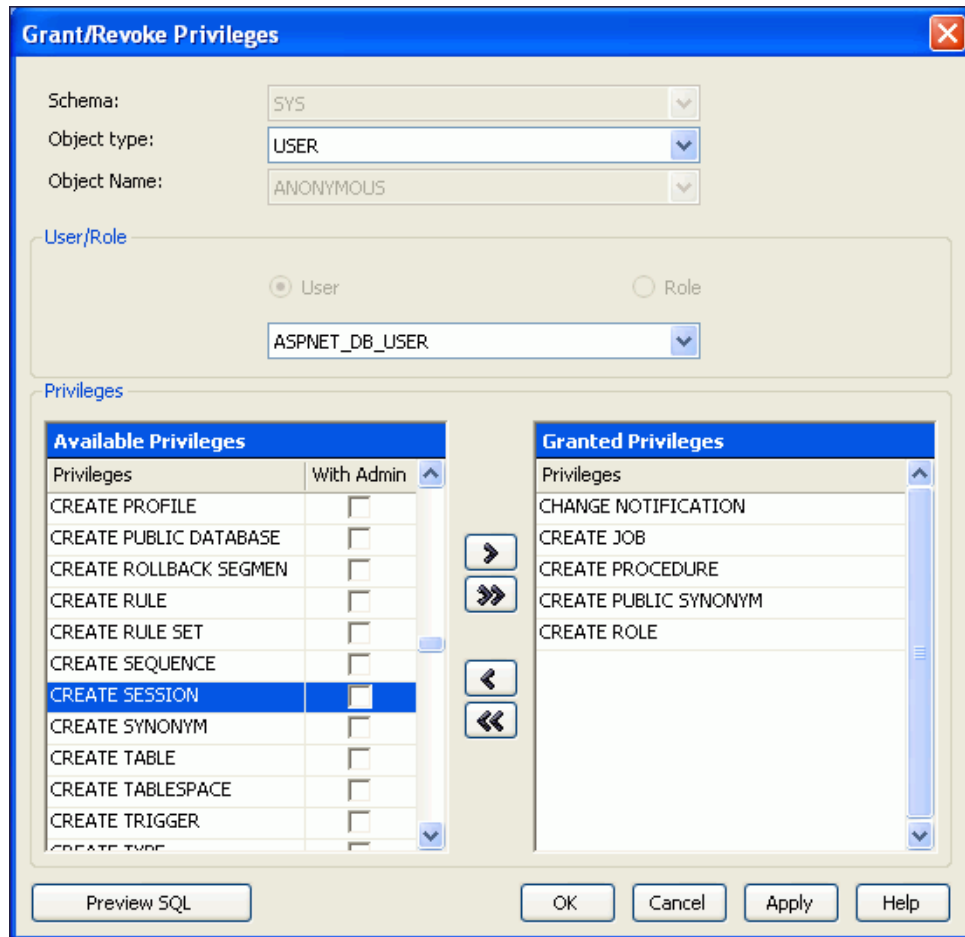 Grant/Revoke Privileges
Schema:
SYS
Object type:
USER
Object Name:
ANONYMOUS
User/Role
User
Role
ASPNET_DB_USER
Privileges
Available Privileges
Privileges With Admin
CREATE PROFILE
CREATE PUBLIC DATABASE
CREATE ROLLBACK SEGMEN
CREATE RULE
CREATE RULE SET
CREATE SEQUENCE
CREATE SESSION
CREATE SYNONYM
CREATE TABLE
CREATE TABLESPACE
CREATE TRIGGER
CREATE TYPE
Granted Privileges
Privileges
CHANGE NOTIFICATION
CREATE JOB
CREATE PROCEDURE
CREATE PUBLIC SYNONYM
CREATE ROLE
Preview SQL
OK
Cancel
Apply
Help